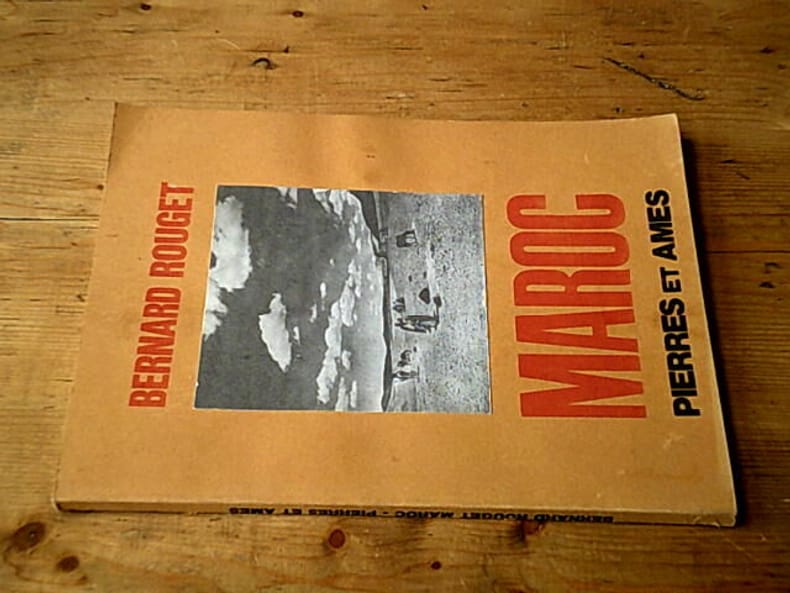 BERNARD ROUGET
MAROC
PIERRES ET AMES
BERNARD ROUGET MAROC - PIERRES ET AMES